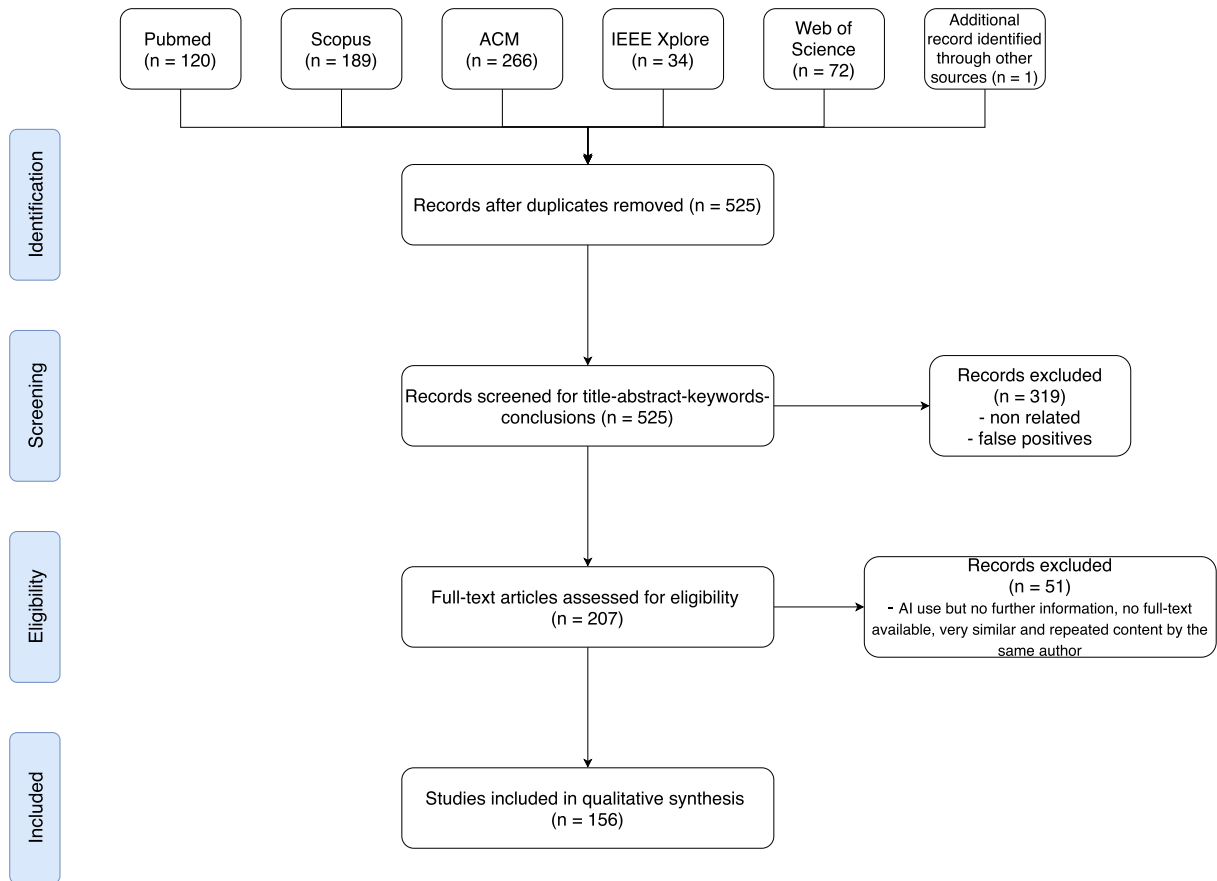 Pubmed
(n = 120)
Scopus
(n = 189)
ACM
(n = 266)
IEEE Xplore
(n = 34)
Web of
Science
(n = 72)
Additional
record identified
through other
sources (n = 1)
Identification
Records after duplicates removed (n = 525)
Screening
Records screened for title-abstract-keywords-
conclusions (n = 525)
Records excluded
(n = 319)
- non related
- false positives
Eligibility
Full-text articles assessed for eligibility
(n = 207)
Records excluded
(n = 51)
- AI use but no further information, no full-text
available, very similar and repeated content by the
same author
Included
Studies included in qualitative synthesis
(n = 156)